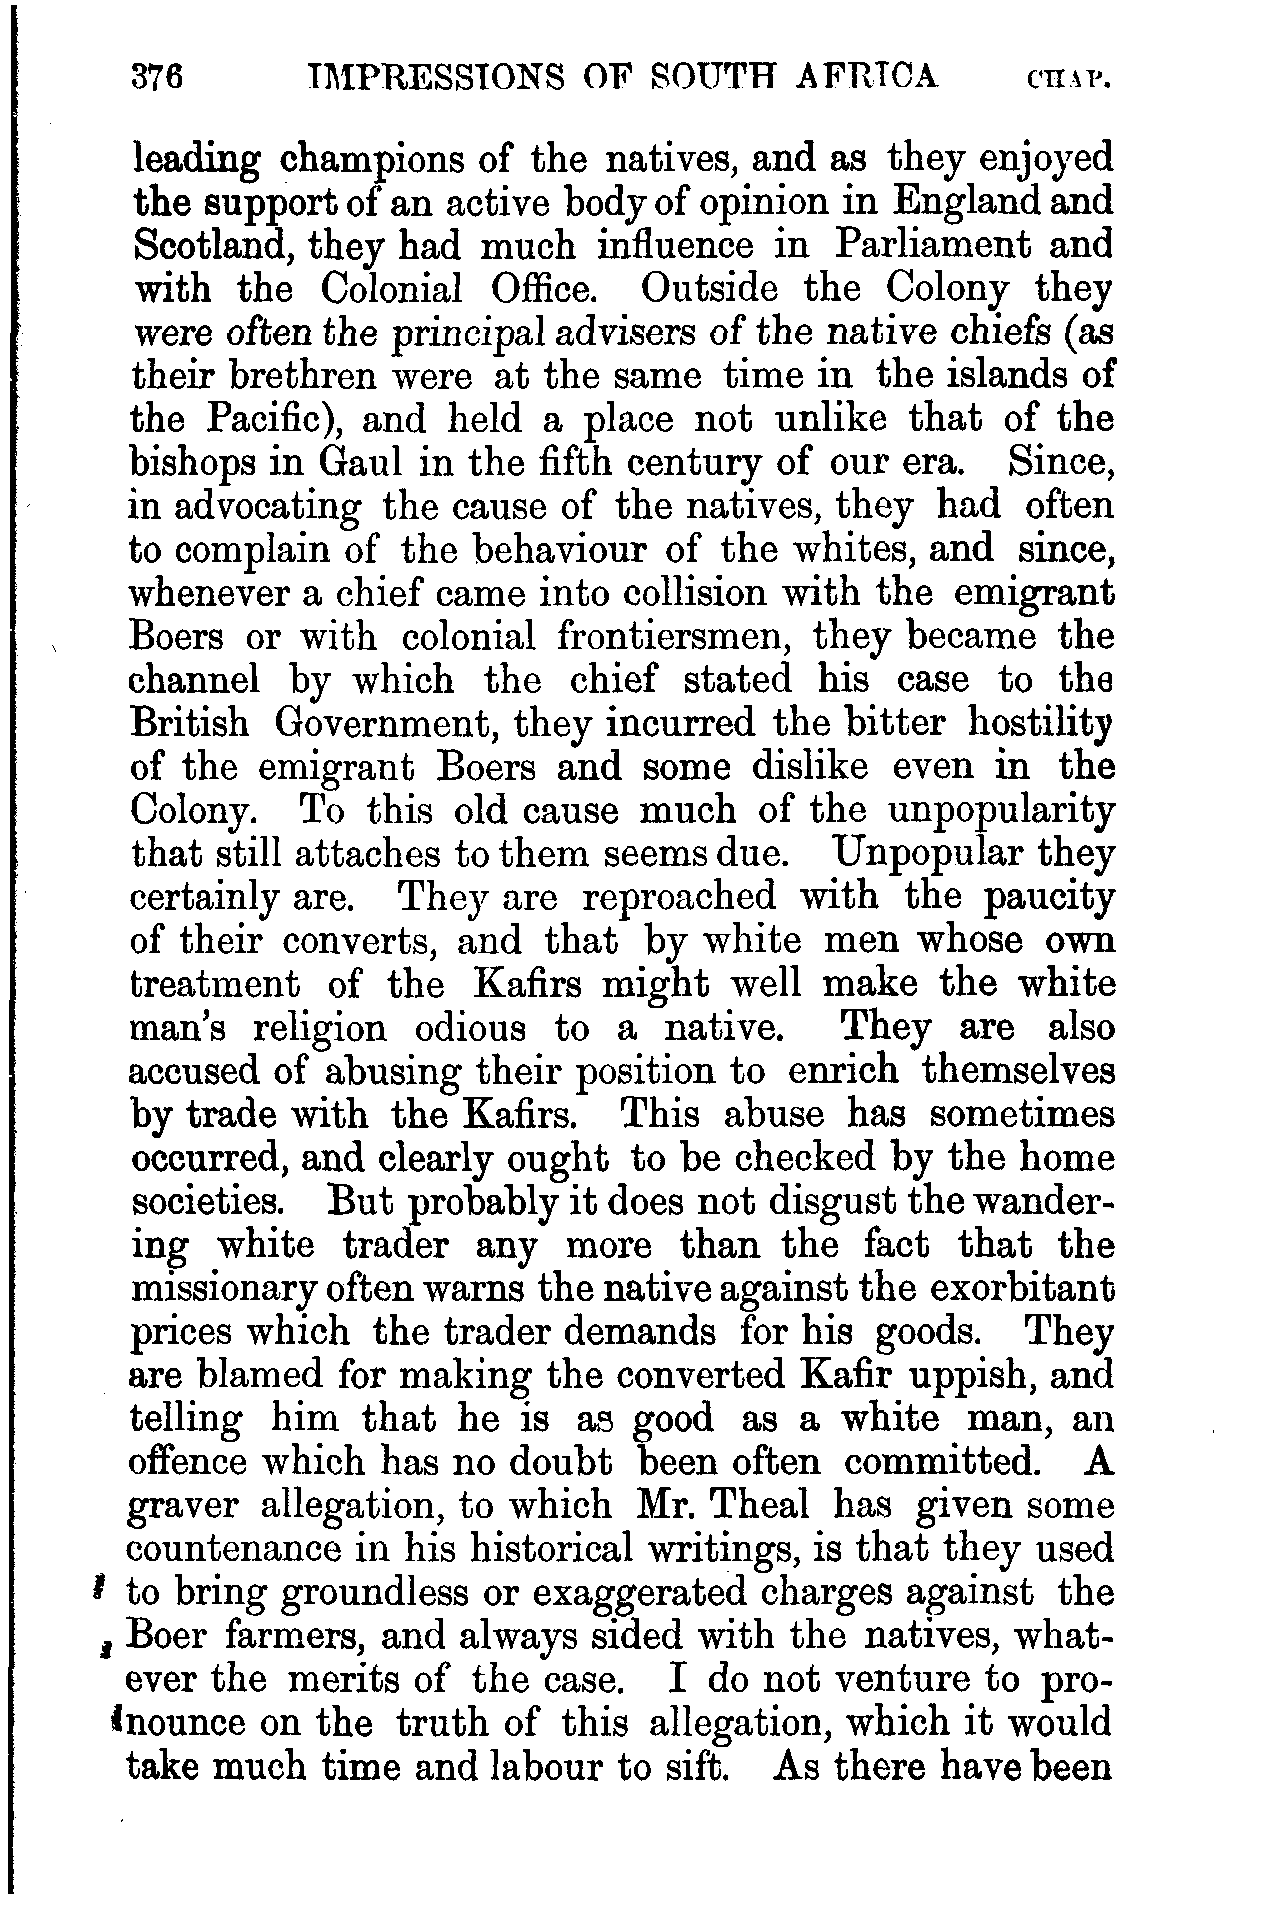 376 IMPRESSIONS OF SOUTH AFRICA CHAP.
leading champions of the natives, and as they enjoyed
the support of an active body of opinion in England and
Scotland, they had much influence in Parliament and
with the Colonial Office. Outside the Colony they
were often the principal advisers of the native chiefs (as
their brethren were at the same time in the islands of
the Pacific), and held a place not unlike that of the
bishops in Gaul in the fifth century of our era. Since,
in advocating the cause of the natives, they had often
to complain of the behaviour of the whites, and since,
whenever a chief came into collision with the emigrant
Boers or with colonial frontiersmen, they became the
channel by which the chief stated his case to the
British Government, they incurred the bitter hostility
of the emigrant Boers and some dislike even in the
Colony. To this old cause much of the unpopularity
that still attaches to them seems due. Unpopular they
certainly are. They are reproached with the paucity
of their converts, and that by white men whose own
treatment of the Kafirs might well make the white
man's religion odious to a native. They are also
accused of abusing their position to enrich themselves
by trade with the Kafirs. This abuse has sometimes
occurred, and clearly ought to be checked by the home
societies. But probably it does not disgust the wander-
ing white trader any more than the fact that the
missionary often warns the native against the exorbitant
prices which the trader demands for his goods. They
are blamed for making the converted Kafir uppish, and
telling him that he is as good as a white man, an
offence which has no doubt been often committed. A
graver allegation, to which Mr. Theal has given some
countenance in his historical writings, is that they used
to bring groundless or exaggerated charges against the
Boer farmers, and always sided with the natives, what-
ever the merits of the case. I do not venture to pro-
nounce on the truth of this allegation, which it would
take much time and labour to sift. As there have been